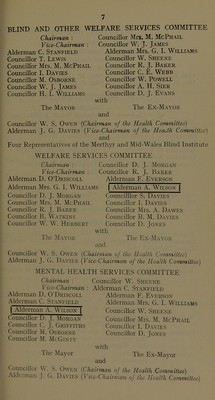 7
BLIND AND OTHER WELFARE SERVICES COMMITTEE
Chairman : Councillor Mrs. M. McPhail
Vice-Chairman : Councillor W. J. James
Alderman C. Stanfield Alderman Mrs. G. I. Williams
Councillor T. Lewis Councillor W. Sheene
Councillor Mrs. M. McPhail Councillor R. J. Baker
Councillor I. Davies Councillor C. E. Webb
Councillor M. Osborne Councillor W. Powell
Councillor W. J. James Councillor A. H. Sier
Councillor H. L. Williams Councillor D. J. Evans
with
The Mayor The Ex-Mayor
and
Councillor W. S. Owen (Chairman of the Health Committee)
Alderman J. G. Davies (Vice-Chairman of the Health Committee)
and
Four Representatives of the Merthyr and Mid-Wales Blind Institute
WELFARE SERVICES COMMITTEE
Chairman : Councillor D. J. Morgan
Vice-Chairman : Councillor R. J. Baker
Alderman D. O'Driscoll Alderman F. Everson
Alderman Mrs. G. I. Williams Alderman A. Wilson
Councillor D. J. Morgan Councillor S. Davies
Councillor Mrs. M. McPhail Councillor I. Davies
Councillor R. J. Baker Councillor Mrs. A. Dawes
Councillor B. Watkins Councillor B. M. Davies
Councillor W. W. Herbert Councillor D. Jones
with
The Mayor The Ex-Mayor
and
Councillor W. S. Owen (Chairman of the Health Committee)
Alderman J. G. Davies (Vice-Chairman of the Health Committee)
MENTAL HEALTH SERVICES COMMITTEE
Chairman : Councillor W. Sheene
Vice-Chairman : Alderman C. Stanfield
Alderman D. O'Driscoll Alderman F. Everson
Alderman C. Stanfield Alderman Mrs. G. I. Williams
Alderman A. Wilson Councillor W. Sheene
Councillor D. J. Morgan Councillor Mrs. M. McPhail
Councillor C. J. Griffiths Councillor I. Davies
Councillor M. Osborne Councillor D. Jones
Councillor M. McGinty
with
The Mayor The Ex-Mayor
and
Councillor W. S. Owen (Chairman of the Health Committee)
Alderman J. G. Davies (Vice-Chairman of the Health Committee)